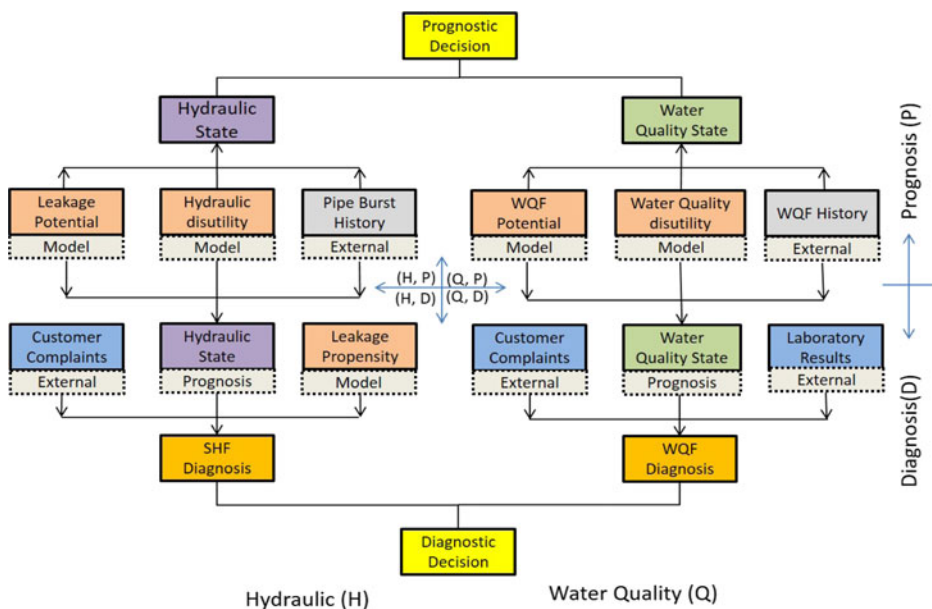 Prognostic
Decision
Hydraulic
State
Water
Quality State
Leakage
Potential
Model
Hydraulic
disutility
Model
Pipe Burst
History
External
WQF
Potential
Model
Water Quality
disutility
Model
WQF History
External
Prognosis (P)
(H, P)
(Q, P)
(H, D)
(Q, D)
Customer
Complaints
External
Hydraulic
State
Prognosis
Leakage
Propensity
Model
Customer
Complaints
External
Water
Quality State
Prognosis
Laboratory
Results
External
Diagnosis(D)
SHF
Diagnosis
WQF
Diagnosis
Diagnostic
Decision
Hydraulic (H)
Water Quality (Q)